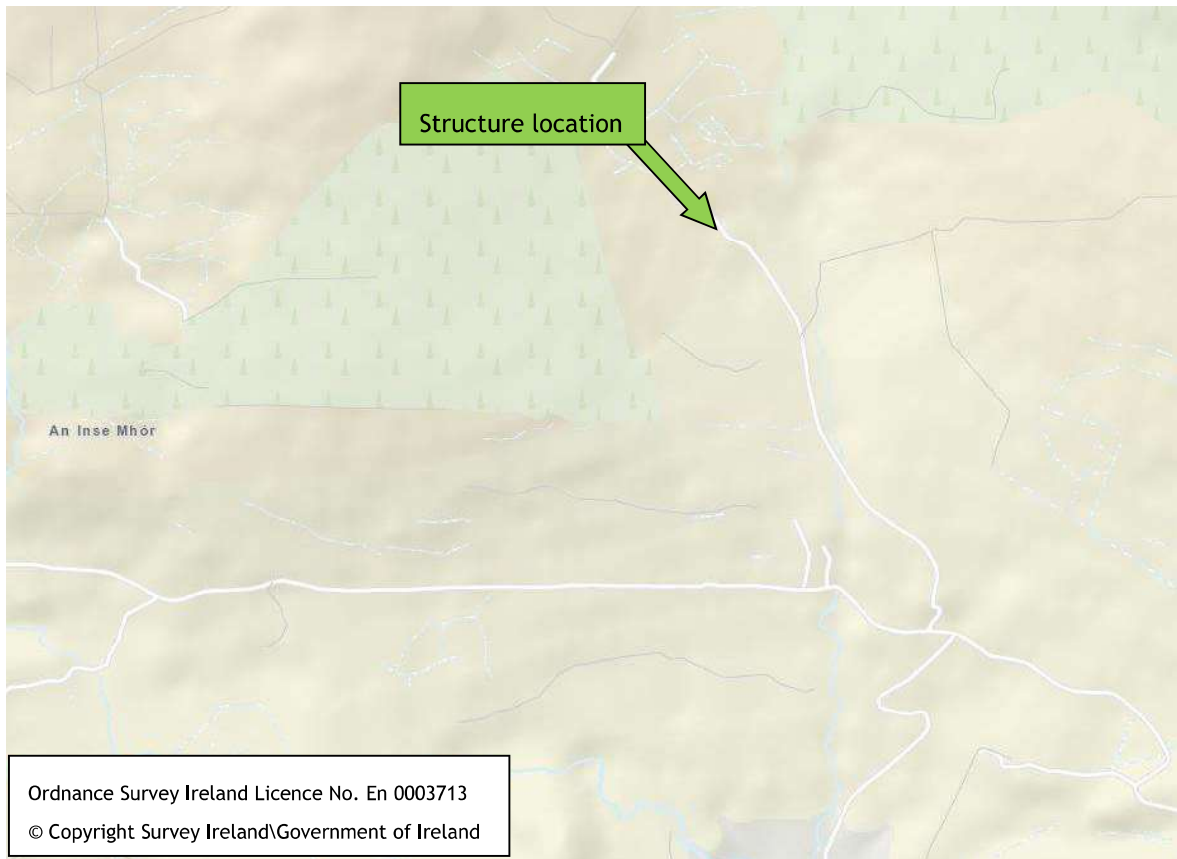 Structure location
An Inse Mhór
Ordnance Survey Ireland Licence No. En 0003713
© Copyright Survey Ireland\Government of Ireland